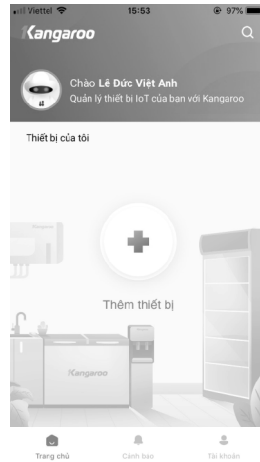 Viettel 15:53 97%
Kangaroo
Chào Lê Đức Việt Anh
Quản lý thiết bị IoT của bạn với Kangaroo
Thiết bị của tôi
Thêm thiết bị
Kangaroo
Trang chủ Cảnh báo Tài khoản